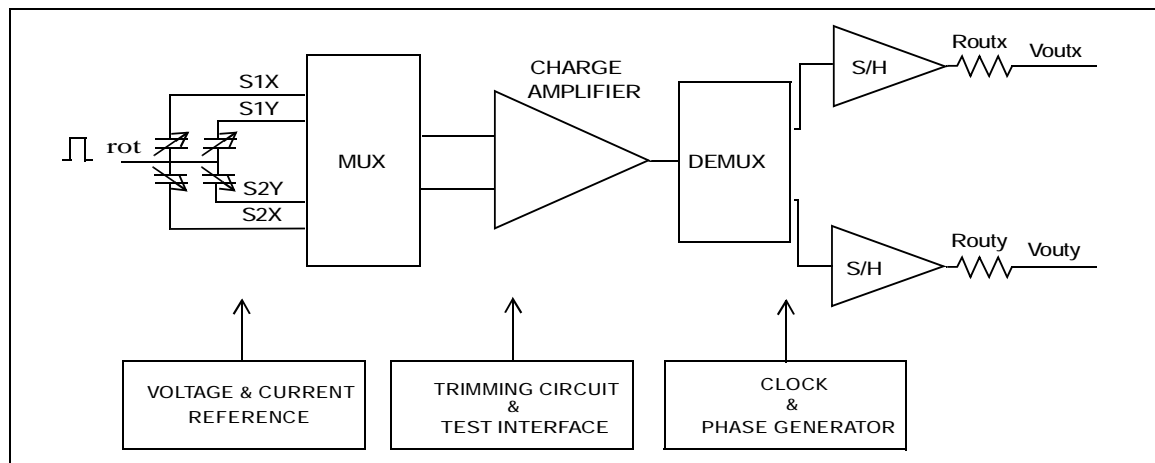 S1X
S1Y
rot
S2Y
S2X
MUX
CHARGE
AMPLIFIER
DEMUX
S/H
Routx
Voutx
S/H
Routy
Vouty
VOLTAGE & CURRENT
REFERENCE
TRIMMING CIRCUIT
&
TEST INTERFACE
CLOCK
&
PHASE GENERATOR